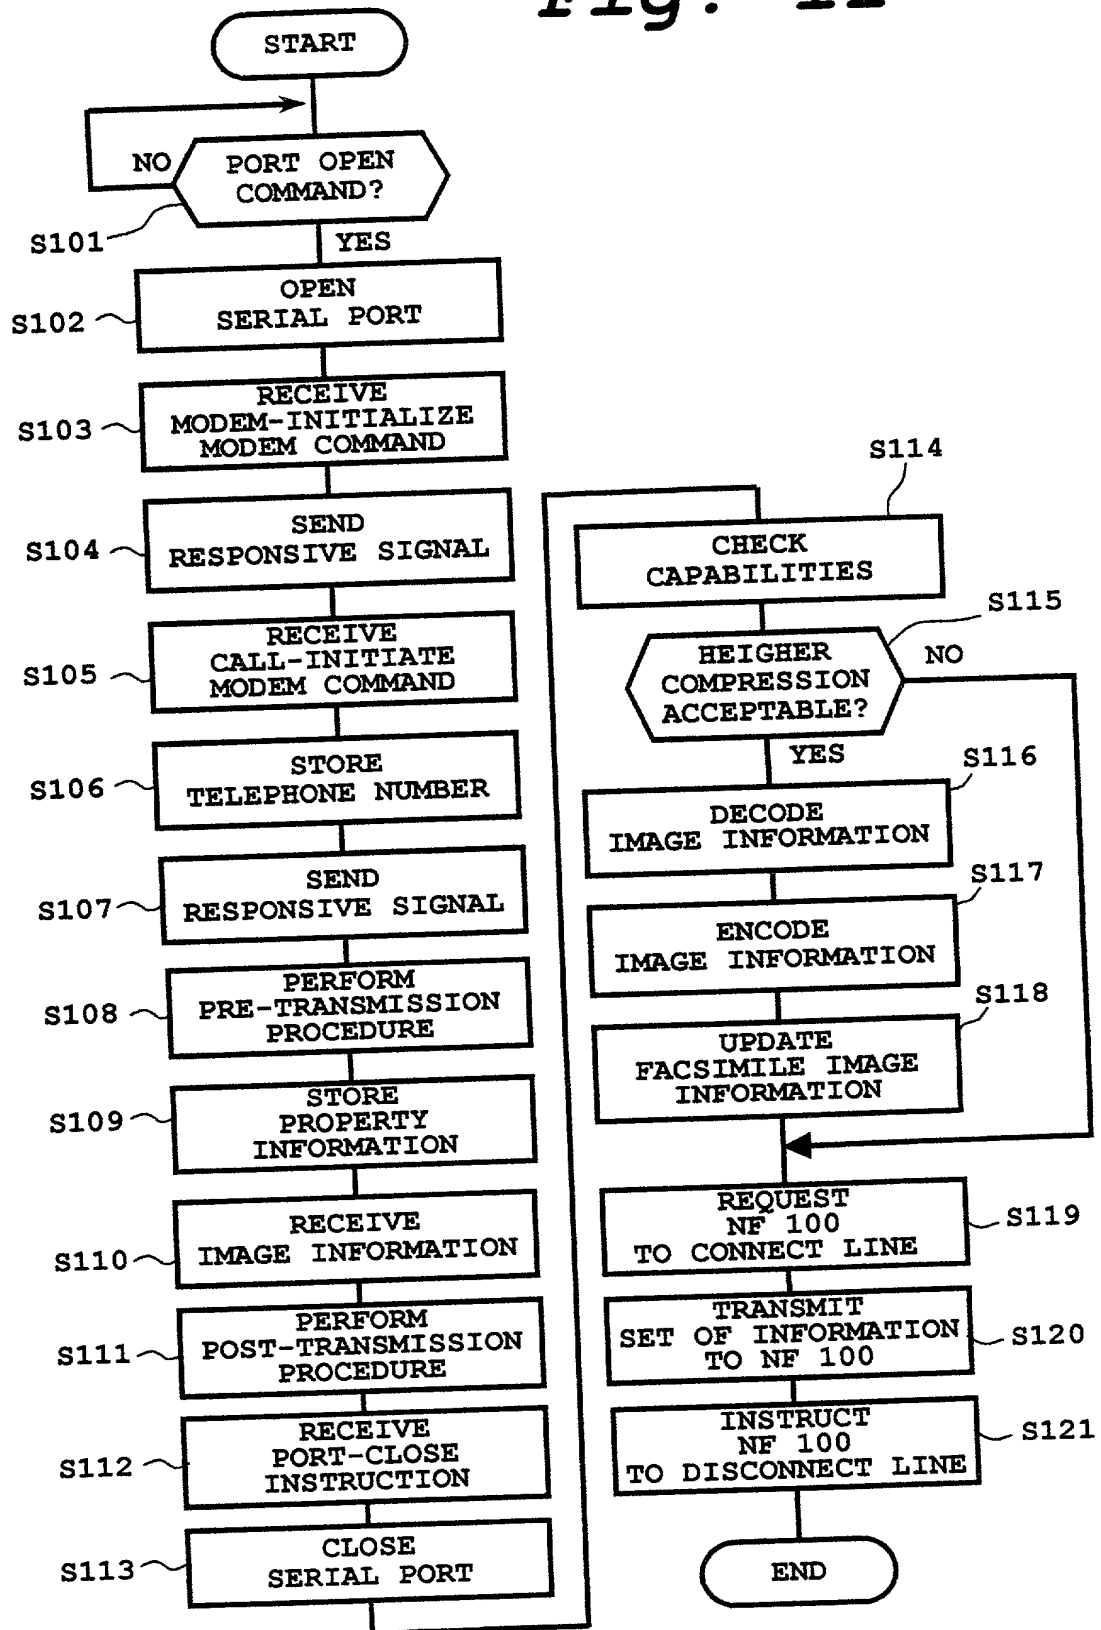 START
NO
PORT OPEN
COMMAND?
S101
YES
OPEN
SERIAL PORT
S102
RECEIVE
MODEM-INITIALIZE
MODEM COMMAND
S103
SEND
RESPONSIVE SIGNAL
S104
RECEIVE
CALL-INITIATE
MODEM COMMAND
S105
STORE
TELEPHONE NUMBER
S106
SEND
RESPONSIVE SIGNAL
S107
PERFORM
PRE-TRANSMISSION
PROCEDURE
S108
STORE
PROPERTY
INFORMATION
S109
RECEIVE
IMAGE INFORMATION
S110
PERFORM
POST-TRANSMISSION
PROCEDURE
S111
RECEIVE
PORT-CLOSE
INSTRUCTION
S112
CLOSE
SERIAL PORT
S113
S114
CHECK
CAPABILITIES
S115
HEIGHER
COMPRESSION
ACCEPTABLE?
NO
YES
S116
DECODE
IMAGE INFORMATION
S117
ENCODE
IMAGE INFORMATION
S118
UPDATE
FACSIMILE IMAGE
INFORMATION
REQUEST
NF 100
TO CONNECT LINE
S119
TRANSMIT
SET OF INFORMATION
TO NF 100
S120
INSTRUCT
NF 100
TO DISCONNECT LINE
S121
END